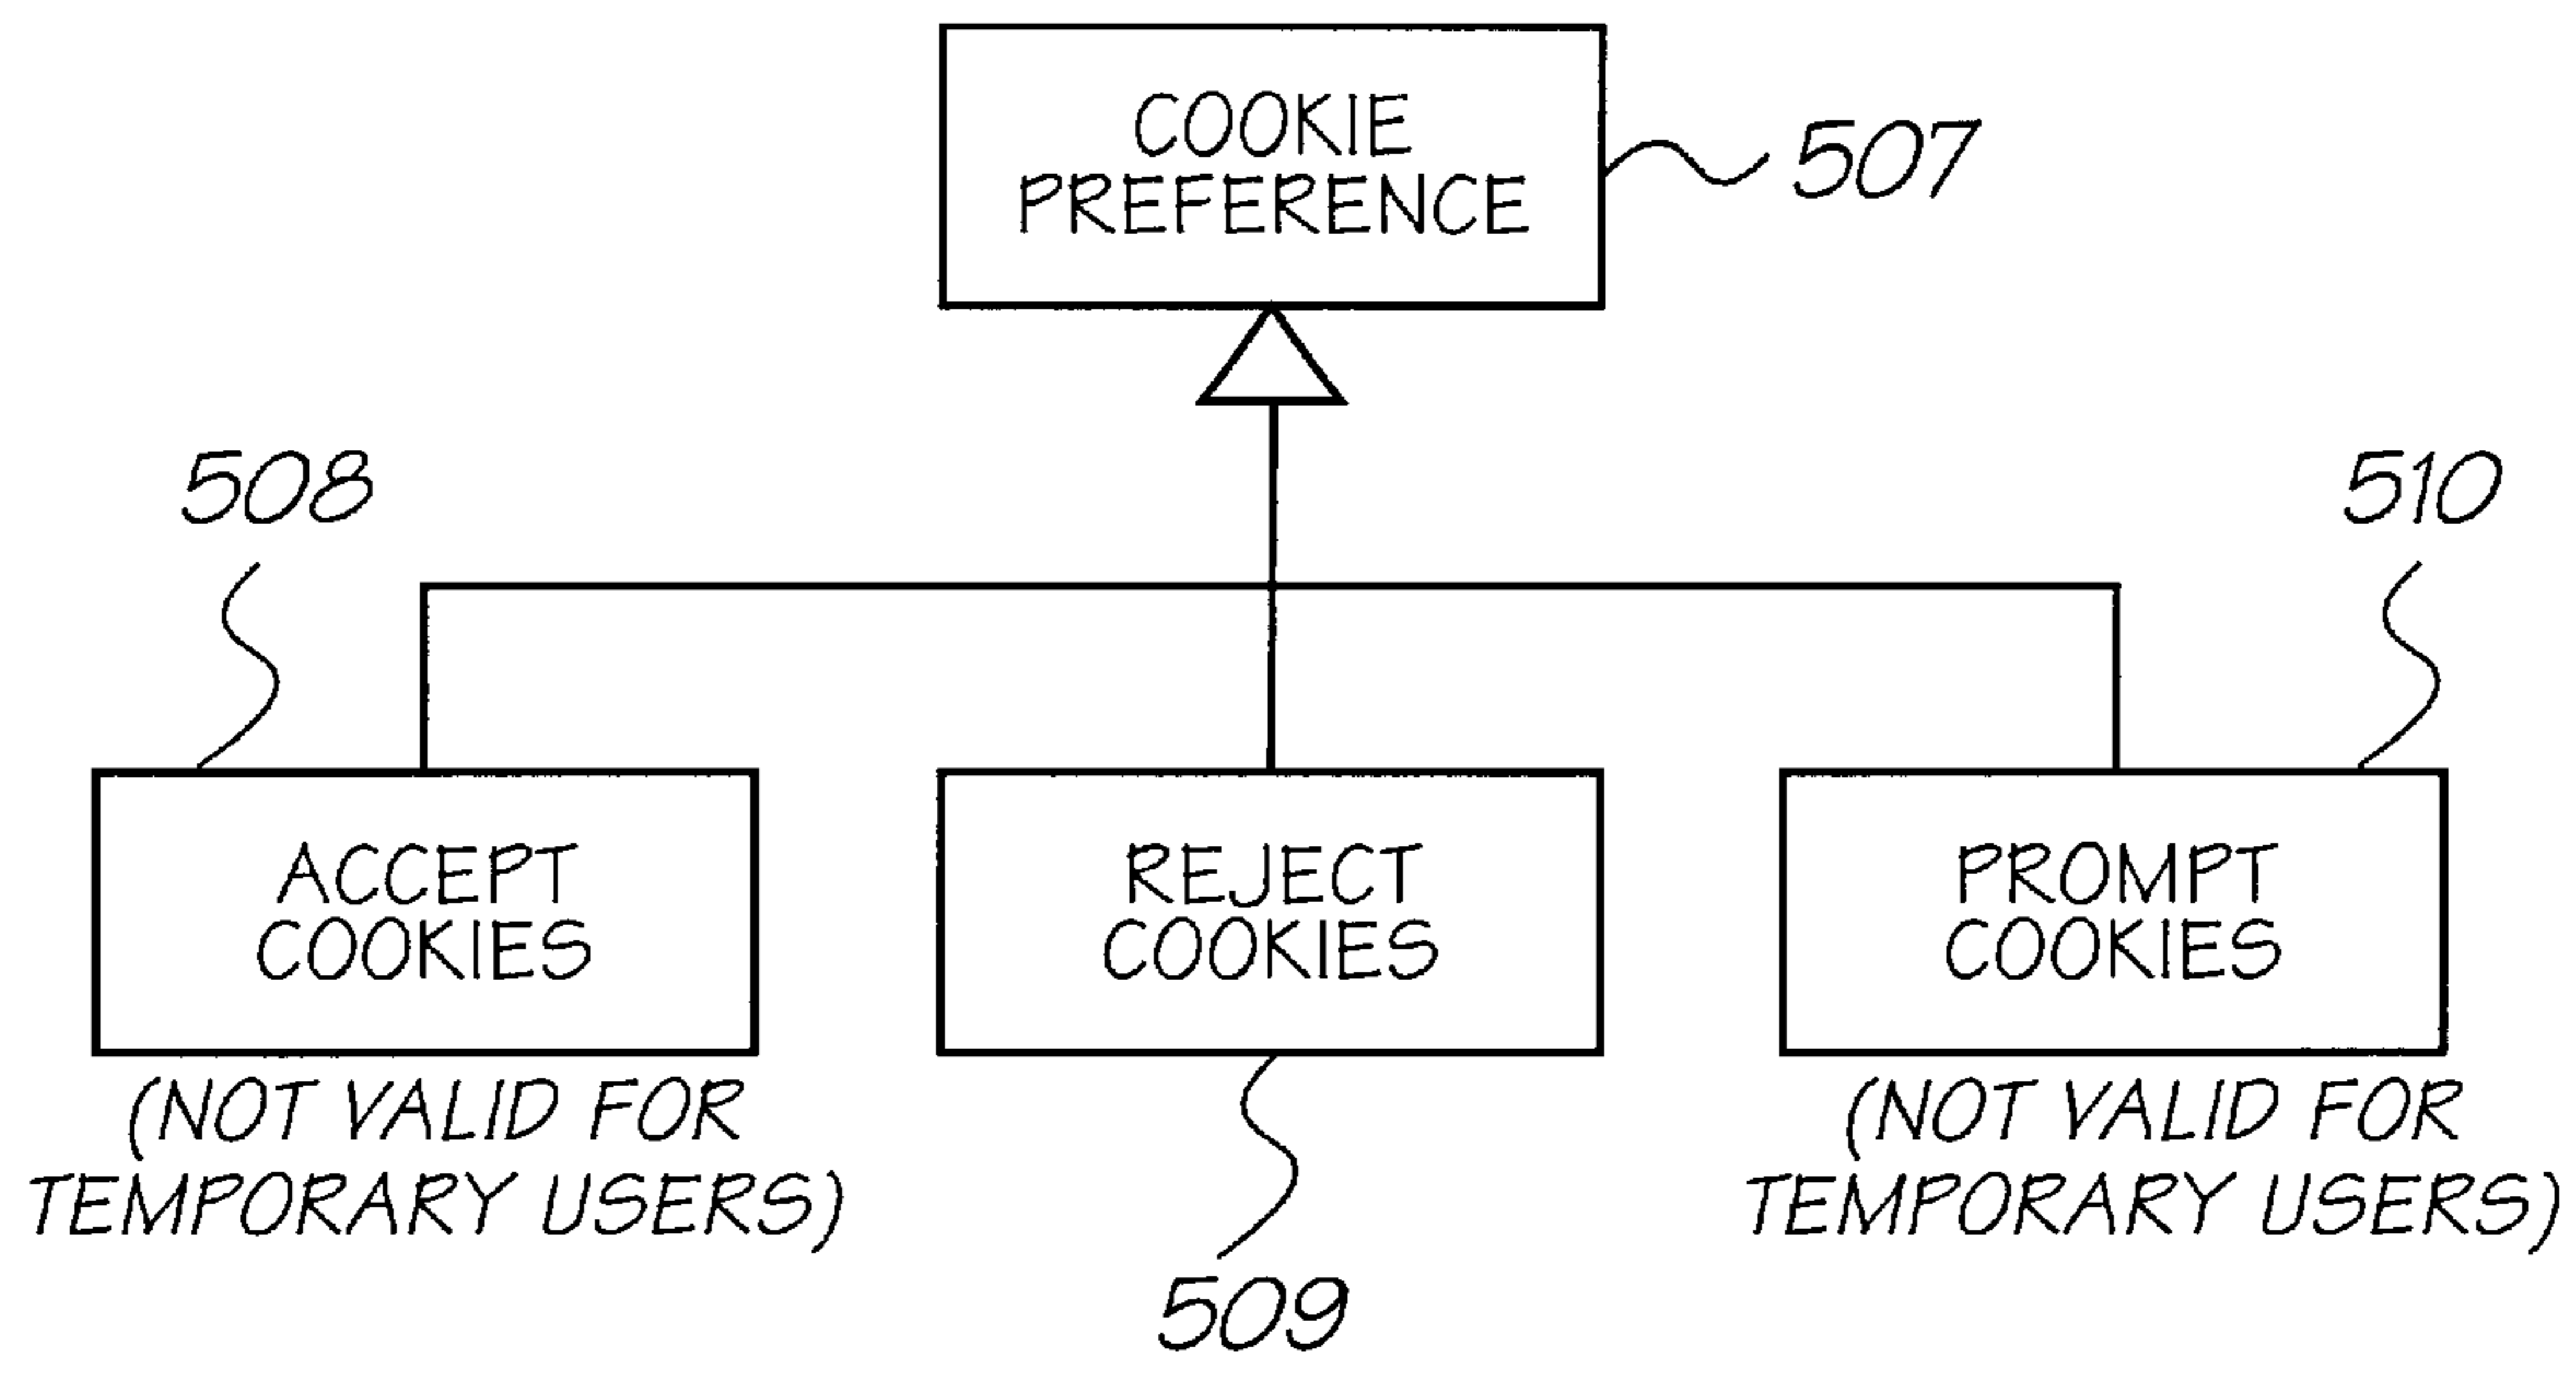 COOKIE
PREFERENCE
507
508
510
ACCEPT
COOKIES
REJECT
COOKIES
PROMPT
COOKIES
(NOT VALID FOR
TEMPORARY USERS)
(NOT VALID FOR
TEMPORARY USERS)
509